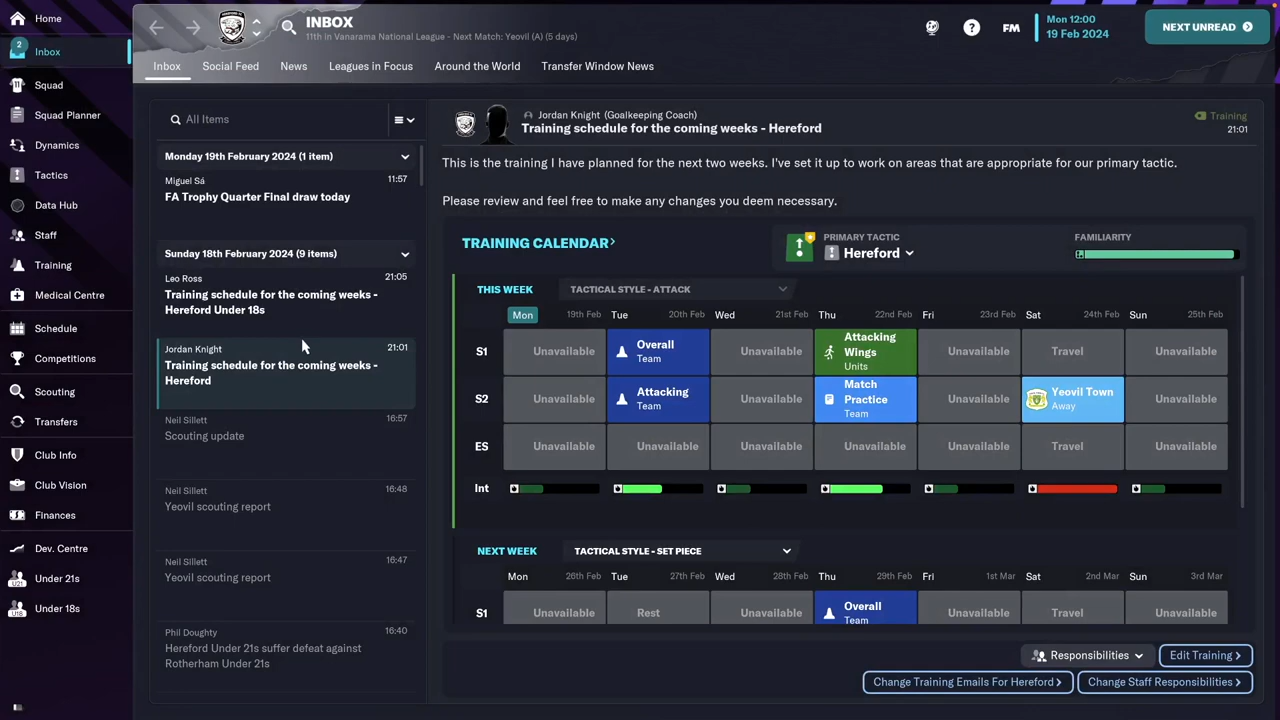 Home
2
Inbox
Squad
Squad Planner
Dynamics
Tactics
Data Hub
Staff
Training
Medical Centre
Schedule
Competitions
Scouting
Transfers
Club Info
Club Vision
Finances
Dev. Centre
U21
Under 21s
U18
Under 18s
INBOX
11th in Vanarama National League - Next Match: Yeovil (A) (5 days)
FM
Mon 12:00
19 Feb 2024
NEXT UNREAD
Inbox
Social Feed
News
Leagues in Focus
Around the World
Transfer Window News
All Items
Monday 19th February 2024 (1 item)
Miguel Sá 11:57
FA Trophy Quarter Final draw today
Sunday 18th February 2024 (9 items)
Leo Ross 21:05
Training schedule for the coming weeks -
Hereford Under 18s
Jordan Knight 21:01
Training schedule for the coming weeks -
Hereford
Neil Sillett 16:57
Scouting update
Neil Sillett 16:48
Yeovil scouting report
Neil Sillett 16:47
Yeovil scouting report
Phil Doughty 16:40
Hereford Under 21s suffer defeat against
Rotherham Under 21s
Jordan Knight (Goalkeeping Coach)
Training schedule for the coming weeks - Hereford
Training
21:01
This is the training I have planned for the next two weeks. I've set it up to work on areas that are appropriate for our primary tactic.
Please review and feel free to make any changes you deem necessary.
TRAINING CALENDAR
PRIMARY TACTIC
Hereford
FAMILIARITY
THIS WEEK
TACTICAL STYLE - ATTACK
Mon 19th Feb Tue 20th Feb Wed 21st Feb Thu 22nd Feb Fri 23rd Feb Sat 24th Feb Sun 25th Feb
S1 Unavailable Overall Team Unavailable Attacking Wings Units Unavailable Travel Unavailable
S2 Unavailable Attacking Team Unavailable Match Practice Team Unavailable Yeovil Town Away Unavailable
ES Unavailable Unavailable Unavailable Unavailable Unavailable Travel Unavailable
Int
NEXT WEEK
TACTICAL STYLE - SET PIECE
Mon 26th Feb Tue 27th Feb Wed 28th Feb Thu 29th Feb Fri 1st Mar Sat 2nd Mar Sun 3rd Mar
S1 Unavailable Rest Unavailable Overall Team Unavailable Travel Unavailable
Responsibilities
Edit Training
Change Training Emails For Hereford
Change Staff Responsibilities